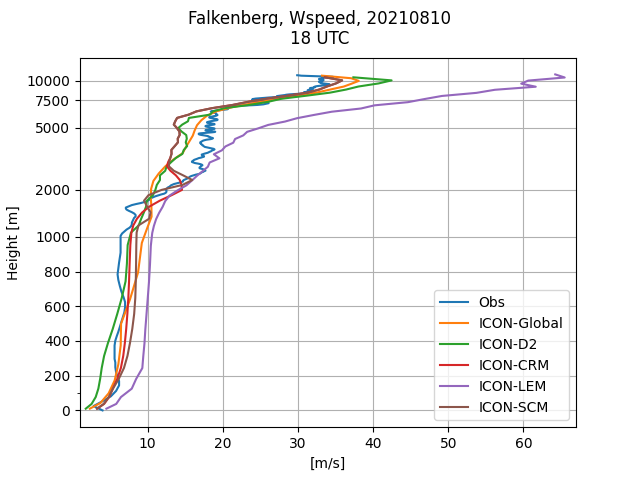 Falkenberg, Wspeed, 20210810
18 UTC
10000
7500
5000
2000
1000
800
600
400
200
0
Height [m]
10
20
30
40
50
60
[m/s]
Obs
ICON-Global
ICON-D2
ICON-CRM
ICON-LEM
ICON-SCM